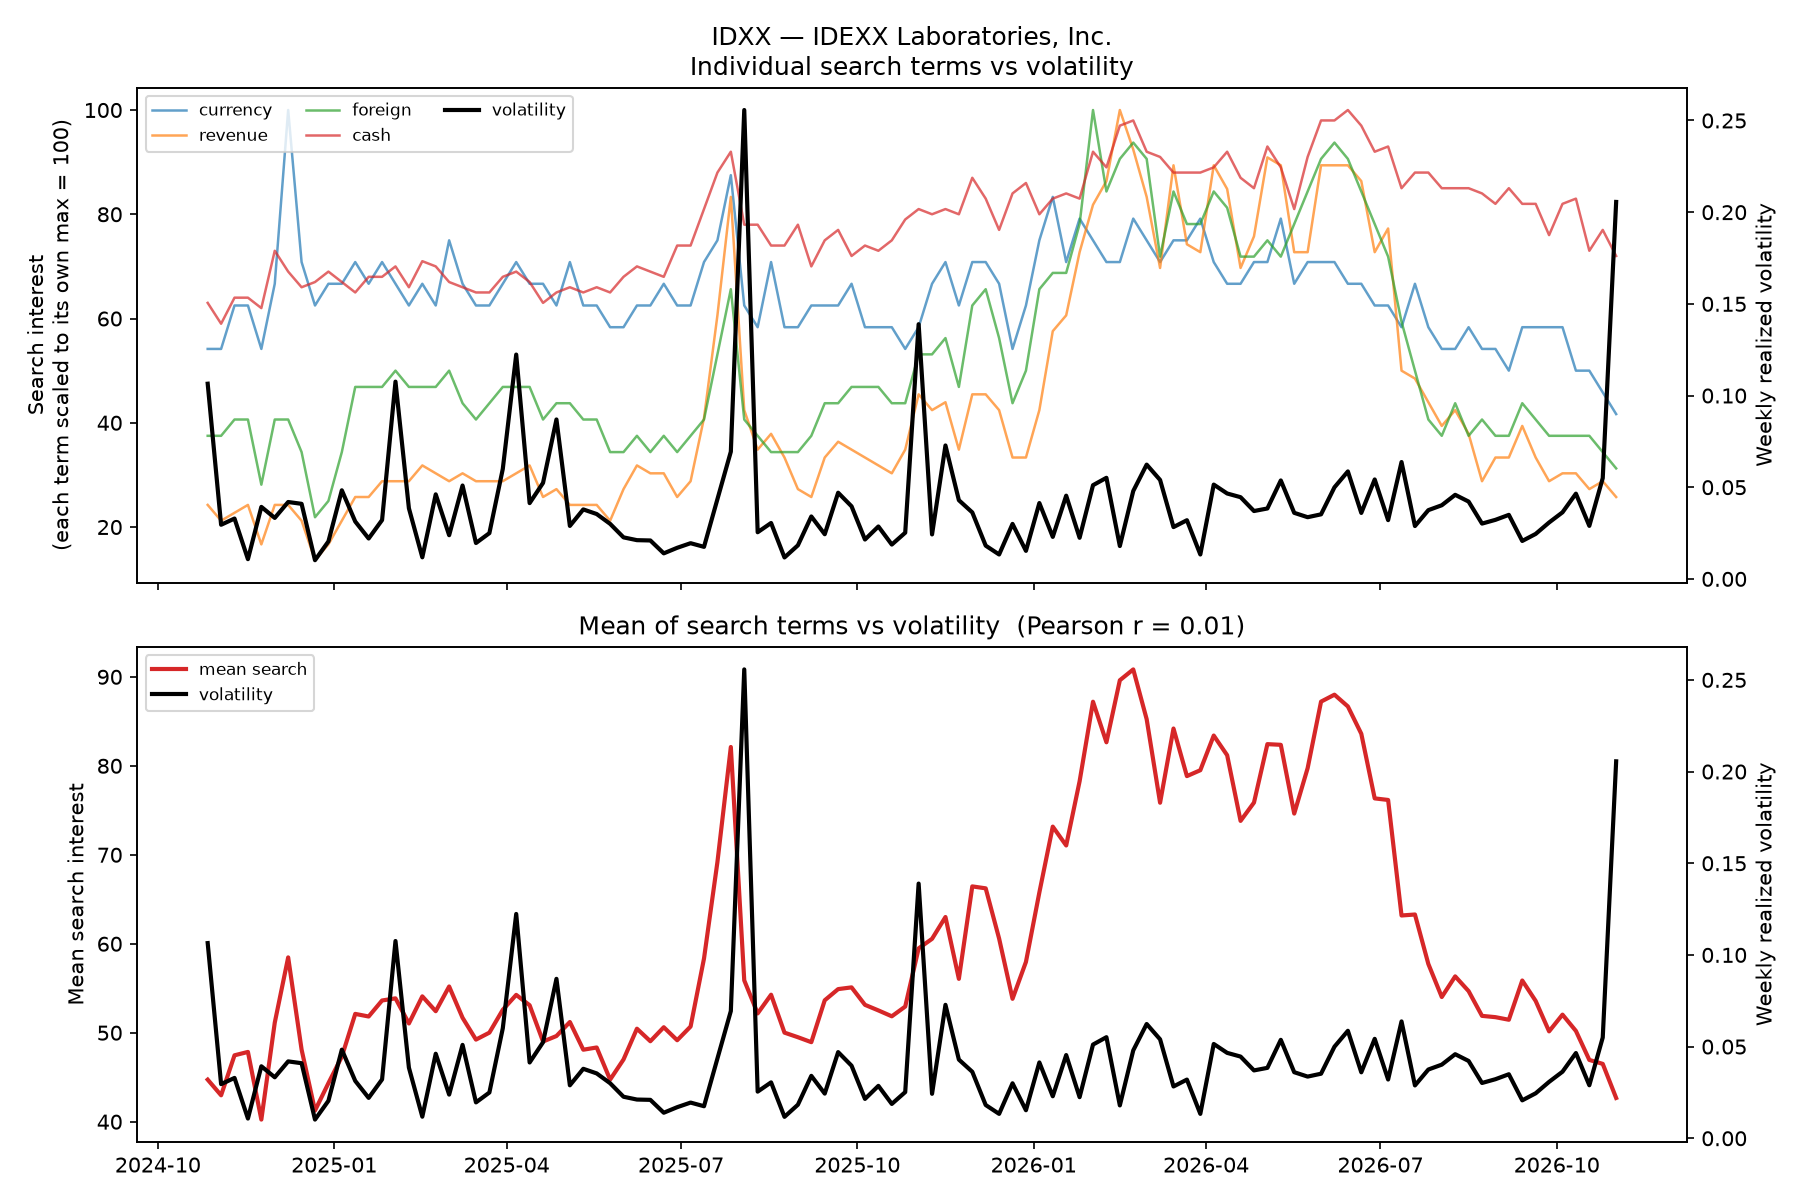 IDXX — IDEXX Laboratories, Inc.
Individual search terms vs volatility
currency
revenue
foreign
cash
volatility
Search interest
(each term scaled to its own max = 100)
100
80
60
40
20
0.25
0.20
0.15
0.10
0.05
0.00
Weekly realized volatility
Mean of search terms vs volatility  (Pearson r = 0.01)
mean search
volatility
Mean search interest
90
80
70
60
50
40
0.25
0.20
0.15
0.10
0.05
0.00
Weekly realized volatility
2024-10
2025-01
2025-04
2025-07
2025-10
2026-01
2026-04
2026-07
2026-10